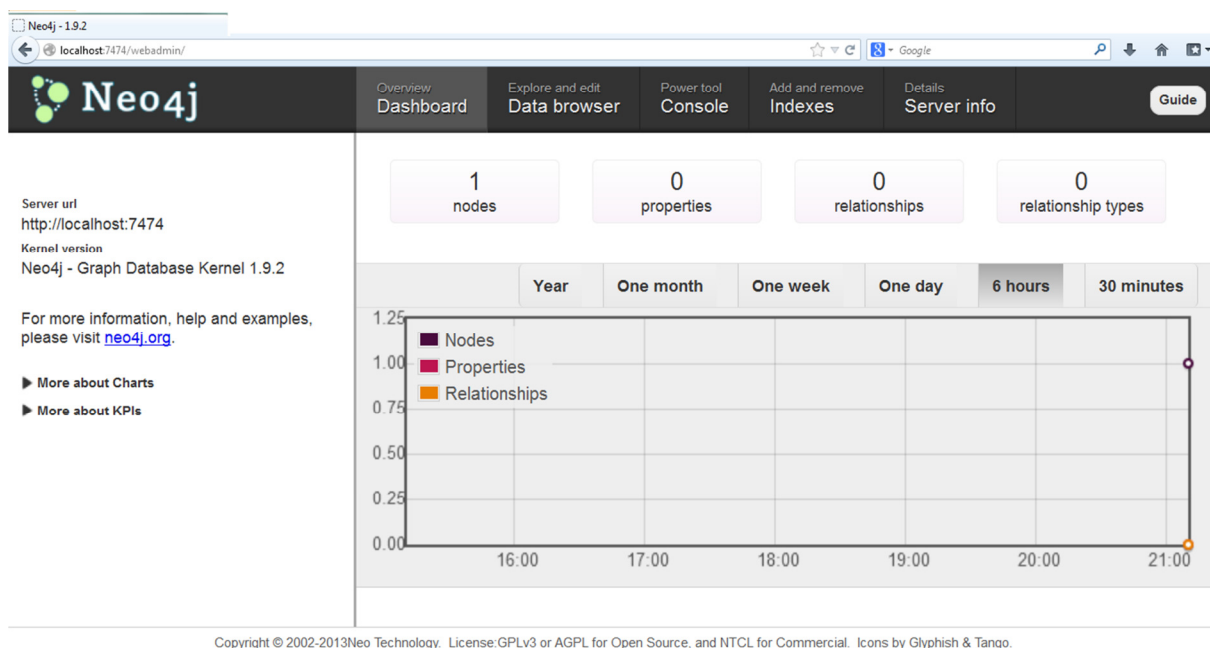 Neo4j - 1.9.2
localhost:7474/webadmin/
Google
Neo4j
Overview
Dashboard
Explore and edit
Data browser
Power tool
Console
Add and remove
Indexes
Details
Server info
Guide
Server url
http://localhost:7474
Kernel version
Neo4j - Graph Database Kernel 1.9.2
For more information, help and examples,
please visit neo4j.org.
More about Charts
More about KPIs
1
nodes
0
properties
0
relationships
0
relationship types
Year
One month
One week
One day
6 hours
30 minutes
1.25
1.00
0.75
0.50
0.25
0.00
Nodes
Properties
Relationships
16:00
17:00
18:00
19:00
20:00
21:00
Copyright © 2002-2013Neo Technology. License:GPLv3 or AGPL for Open Source, and NTCL for Commercial. Icons by Glyphish & Tango.